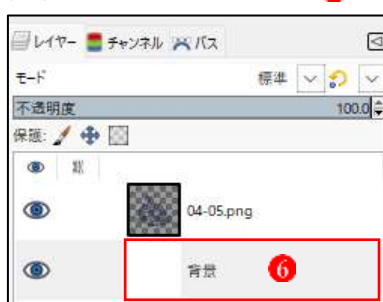 レイヤー チャンネル パス
モード 標準
不透明度 100.0
保護:
04-05.png
背景 6